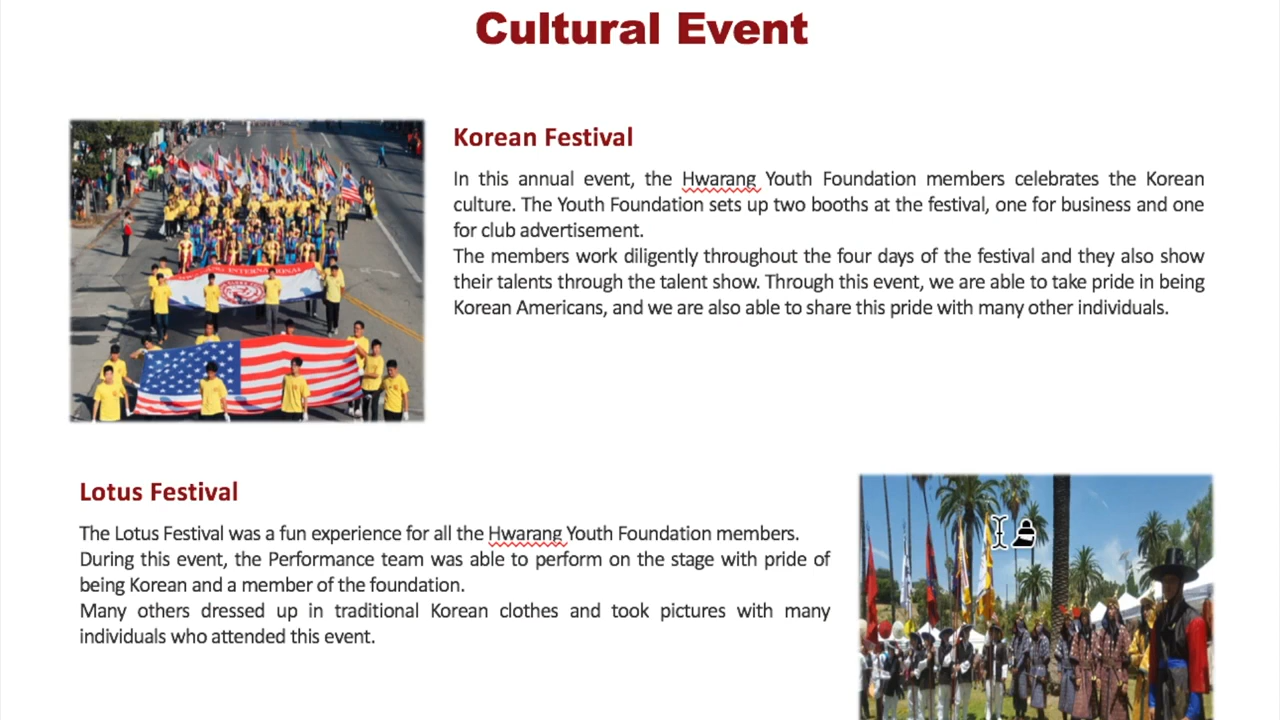 Cultural Event
Korean Festival
In this annual event, the Hwarang Youth Foundation members celebrates the Korean
culture. The Youth Foundation sets up two booths at the festival, one for business and one
for club advertisement.
The members work diligently throughout the four days of the festival and they also show
their talents through the talent show. Through this event, we are able to take pride in being
Korean Americans, and we are also able to share this pride with many other individuals.
INTERNATIONAL
Lotus Festival
The Lotus Festival was a fun experience for all the Hwarang Youth Foundation members.
During this event, the Performance team was able to perform on the stage with pride of
being Korean and a member of the foundation.
Many others dressed up in traditional Korean clothes and took pictures with many
individuals who attended this event.